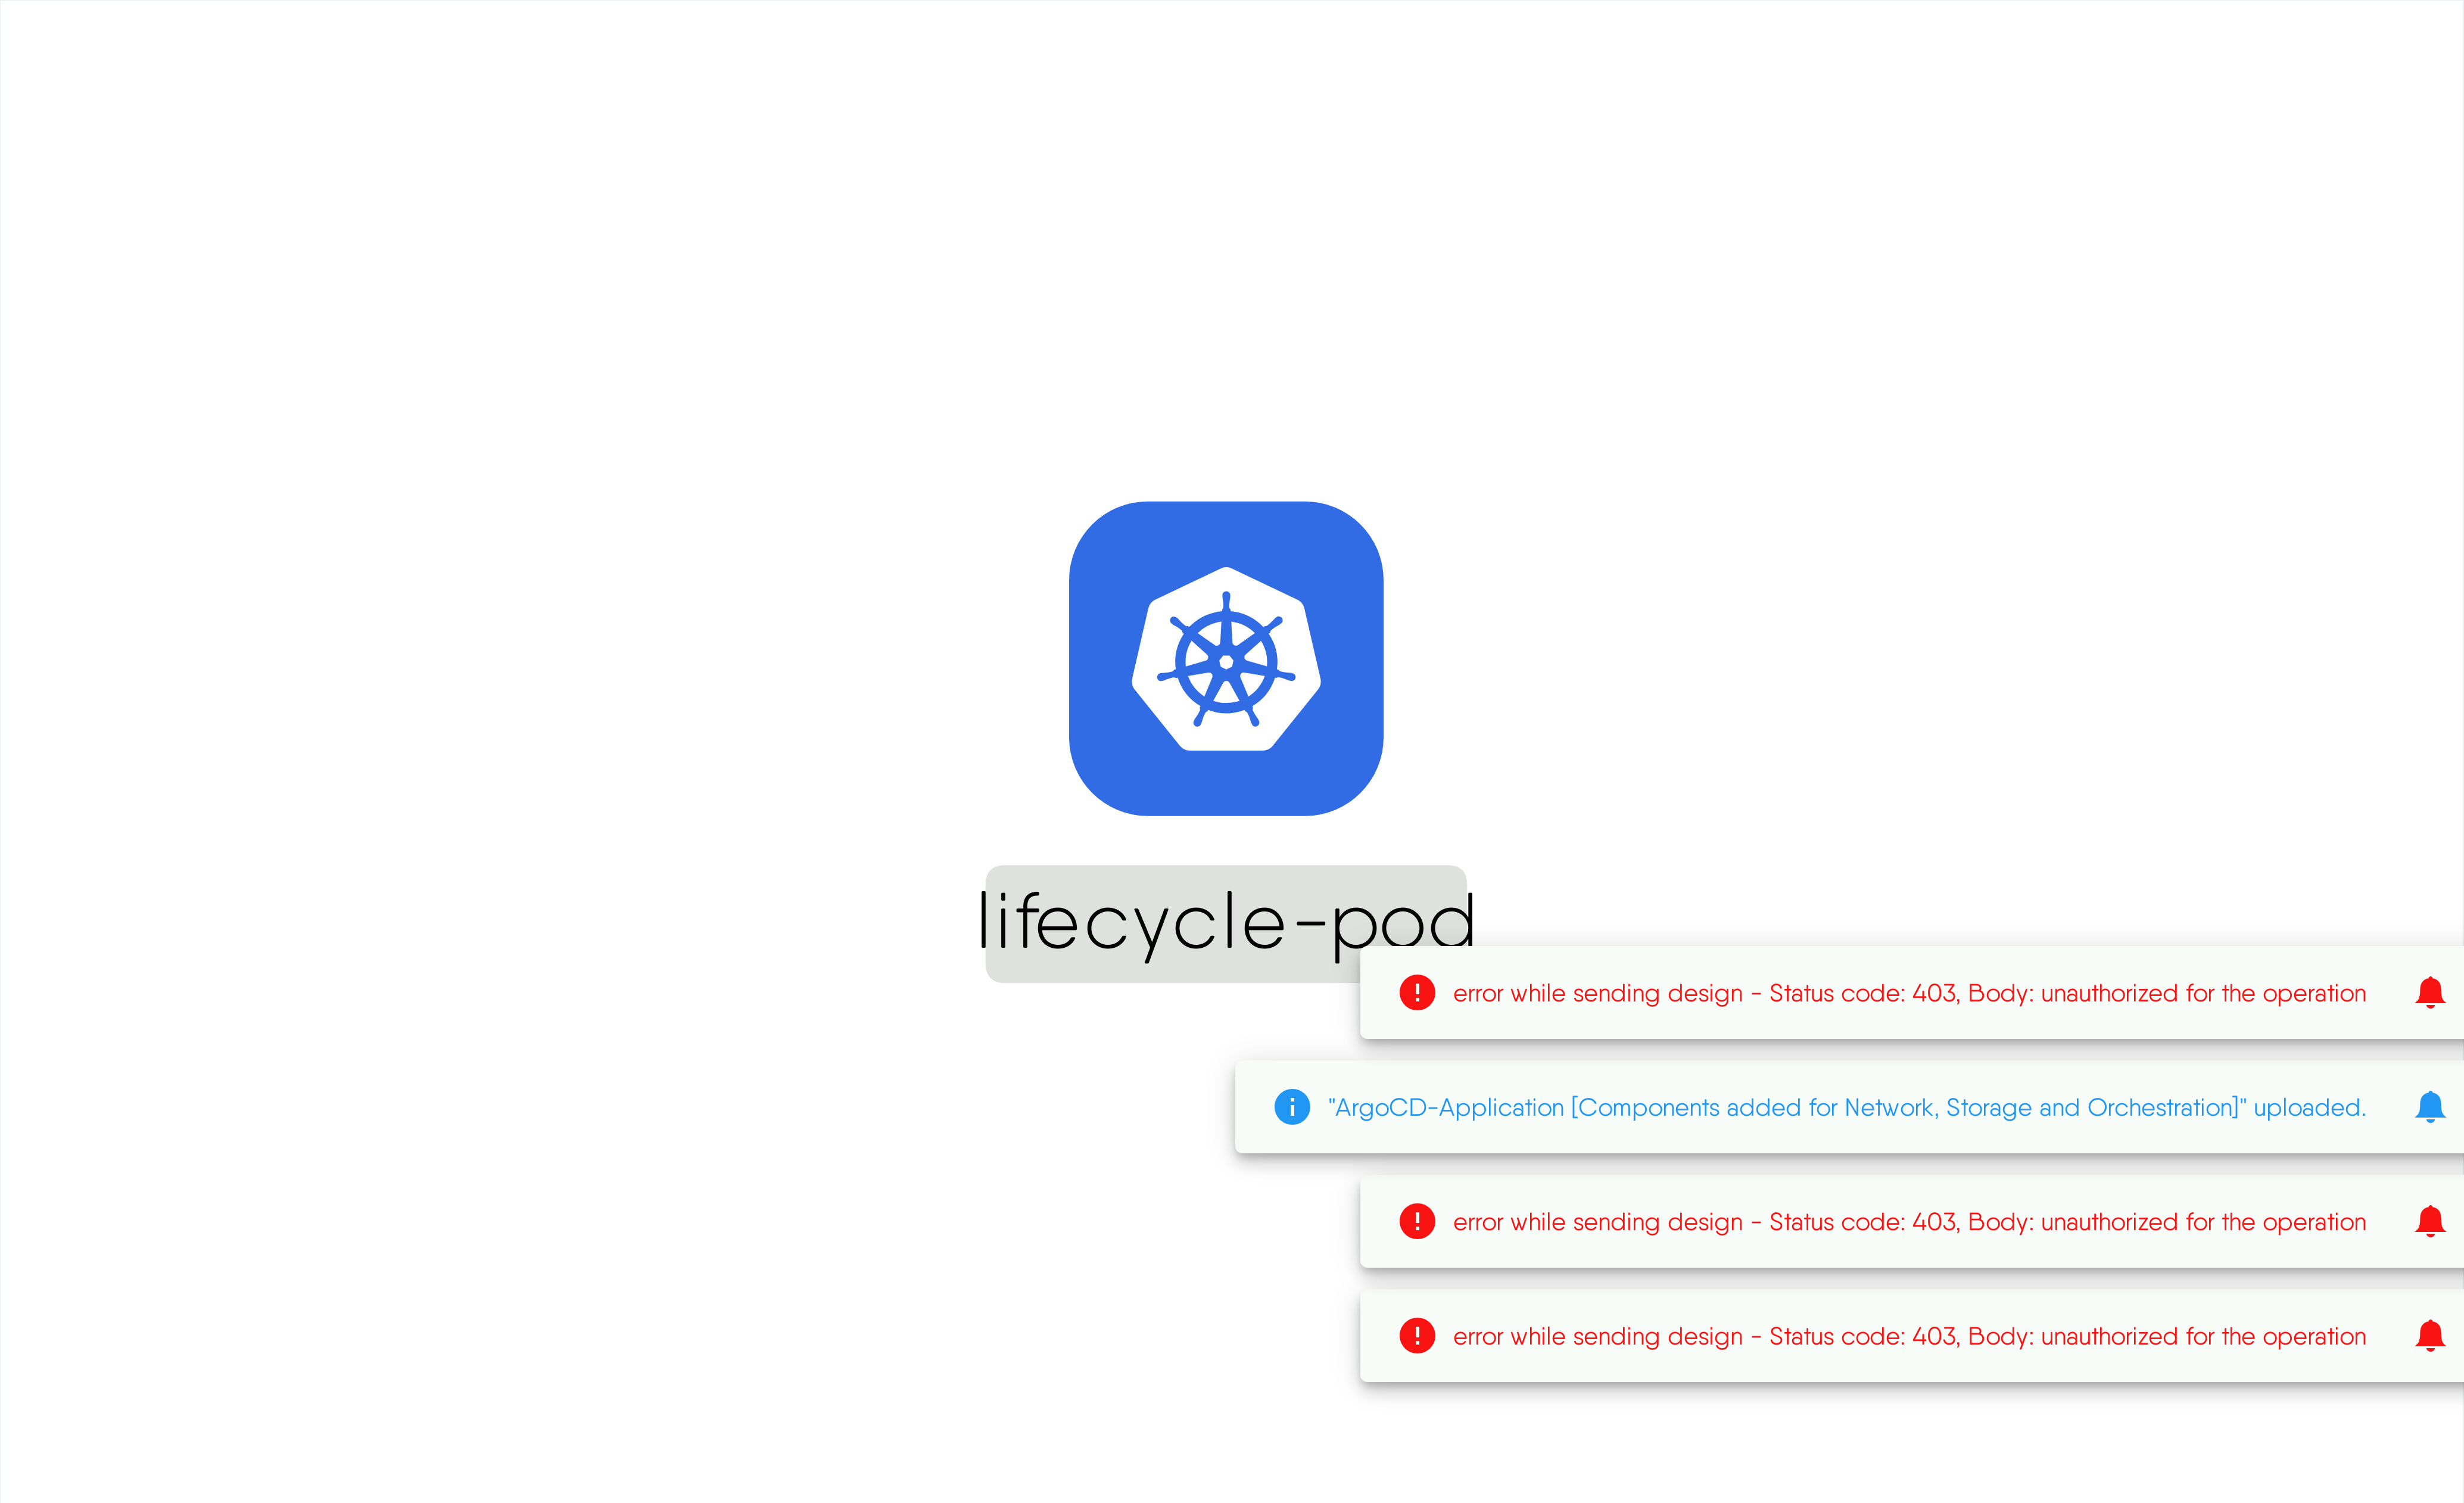 lifecycle-pod
error while sending design - Status code: 403, Body: unauthorized for the operation
"ArgoCD-Application [Components added for Network, Storage and Orchestration]" uploaded.
error while sending design - Status code: 403, Body: unauthorized for the operation
error while sending design - Status code: 403, Body: unauthorized for the operation